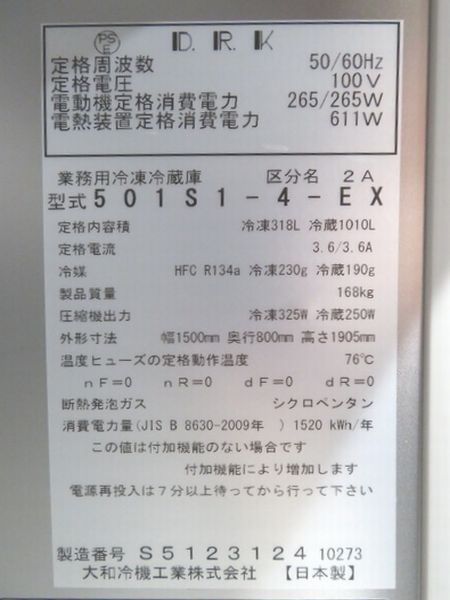 PS
E
D. R. K
定格周波数 50/60Hz
定格電圧 100V
電動機定格消費電力 265/265W
電熱装置定格消費電力 611W
業務用冷凍冷蔵庫 区分名 2A
型式 501S1-4-EX
定格内容積 冷凍318L 冷蔵1010L
定格電流 3.6/3.6A
冷媒 HFC R134a 冷凍230g 冷蔵190g
製品質量 168kg
圧縮機出力 冷凍325W 冷蔵250W
外形寸法 幅1500mm 奥行800mm 高さ1905mm
温度ヒューズの定格動作温度 76℃
nF=0 nR=0 dF=0 dR=0
断熱発泡ガス シクロペンタン
消費電力量(JIS B 8630-2009年 ) 1520 kWh/年
この値は付加機能のない場合です
付加機能により増加します
電源再投入は7分以上待ってから行って下さい
製造番号 S5123124 10273
大和冷機工業株式会社 【日本製】